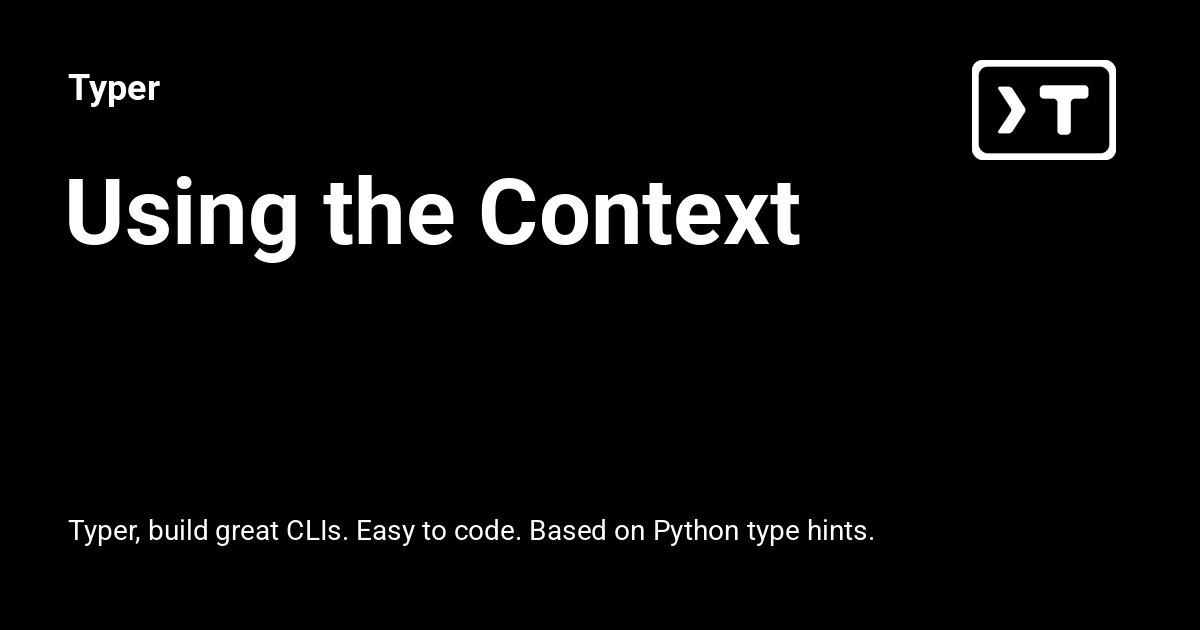 Typer
Using the Context
Typer, build great CLIs. Easy to code. Based on Python type hints.